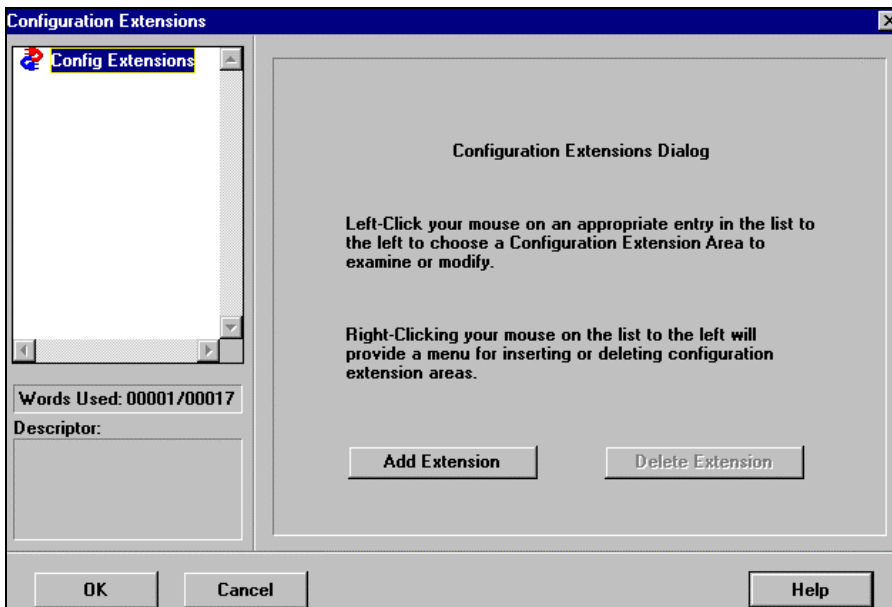 Configuration Extensions
Config Extensions
Words Used: 00001/00017
Descriptor:
Configuration Extensions Dialog
Left-Click your mouse on an appropriate entry in the list to
the left to choose a Configuration Extension Area to
examine or modify.
Right-Clicking your mouse on the list to the left will
provide a menu for inserting or deleting configuration
extension areas.
Add Extension
Delete Extension
OK
Cancel
Help